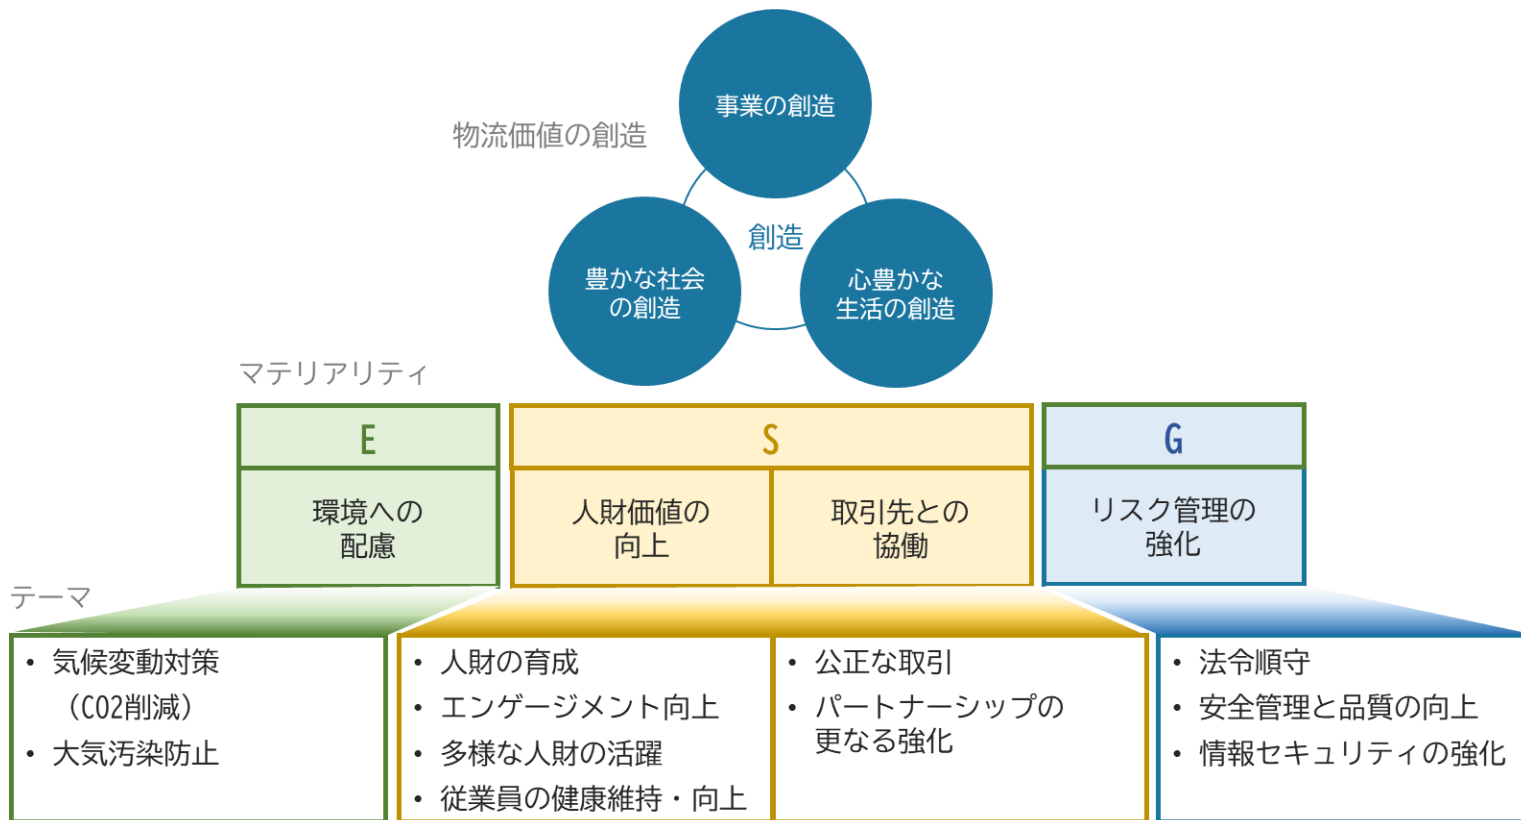 事業の創造
物流価値の創造
創造
豊かな社会
の創造
心豊かな
生活の創造
マテリアリティ
E
S
G
環境への
配慮
人財価値の
向上
取引先との
協働
リスク管理の
強化
テーマ
• 気候変動対策
（CO2削減）
• 大気汚染防止
• 人財の育成
• エンゲージメント向上
• 多様な人財の活躍
• 従業員の健康維持・向上
• 公正な取引
• パートナーシップの
更なる強化
• 法令順守
• 安全管理と品質の向上
• 情報セキュリティの強化